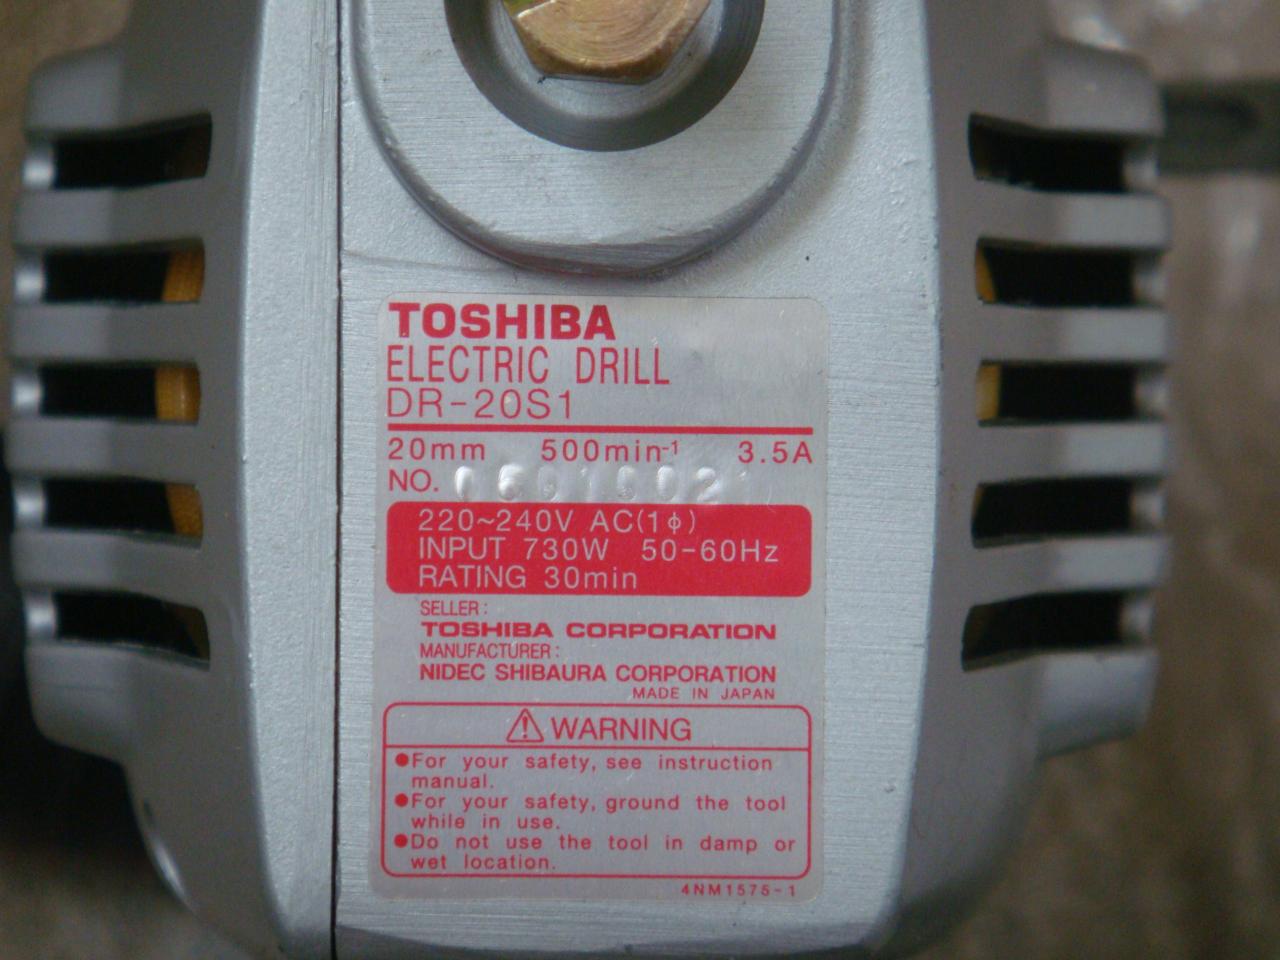 TOSHIBA
ELECTRIC DRILL
DR-20S1
20mm 500min⁻¹ 3.5A
NO.
220~240V AC(1ϕ)
INPUT 730W 50-60Hz
RATING 30min
SELLER:
TOSHIBA CORPORATION
MANUFACTURER:
NIDEC SHIBAURA CORPORATION
MADE IN JAPAN
WARNING
●For your safety, see instruction
manual.
●For your safety, ground the tool
while in use.
●Do not use the tool in damp or
wet location.
4NM1575-1